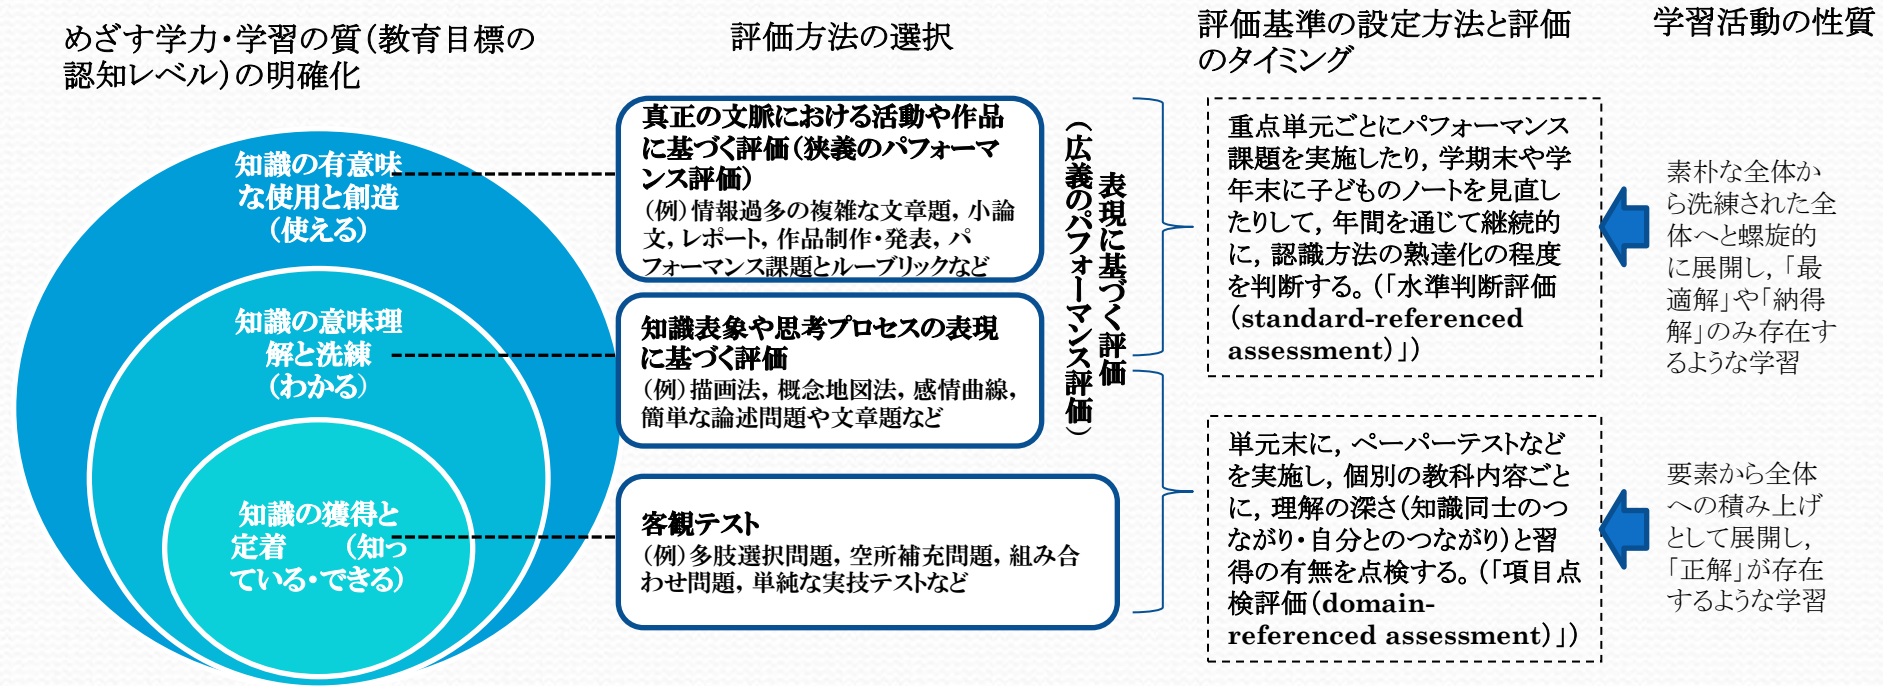 めざす学力・学習の質（教育目標の
認知レベル）の明確化
評価方法の選択
評価基準の設定方法と評価
のタイミング
学習活動の性質
知識の有意味
な使用と創造
（使える）
知識の意味理
解と洗練
（わかる）
知識の獲得と
定着　　（知っ
ている・できる）
真正の文脈における活動や作品
に基づく評価（狭義のパフォーマ
ンス評価）
（例）情報過多の複雑な文章題，小論
文，レポート，作品制作・発表，パ
フォーマンス課題とルーブリックなど
知識表象や思考プロセスの表現
に基づく評価
（例）描画法，概念地図法，感情曲線，
簡単な論述問題や文章題など
客観テスト
（例）多肢選択問題，空所補充問題，組み合
わせ問題，単純な実技テストなど
表現に基づく評価
（広義のパフォーマンス評価）
重点単元ごとにパフォーマンス
課題を実施したり，学期末や学
年末に子どものノートを見直し
たりして，年間を通じて継続的
に，認識方法の熟達化の程度
を判断する。（「水準判断評価
（standard-referenced
assessment）」）
単元末に，ペーパーテストなど
を実施し，個別の教科内容ごと
に，理解の深さ（知識同士のつ
ながり・自分とのつながり）と習
得の有無を点検する。（「項目点
検評価（domain-
referenced assessment）」）
素朴な全体か
ら洗練された全
体へと螺旋的
に展開し，「最
適解」や「納得
解」のみ存在す
るような学習
要素から全体
への積み上げ
として展開し，
「正解」が存在
するような学習